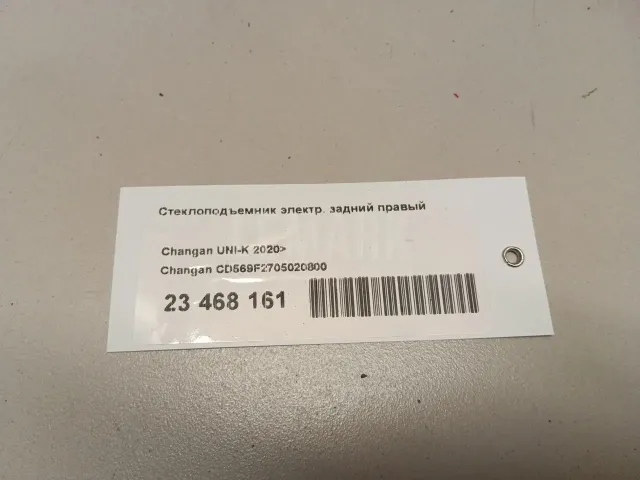 Стеклоподъемник электр. задний правый
Changan UNI-K 2020>
Changan CD569F2705020800
23 468 161